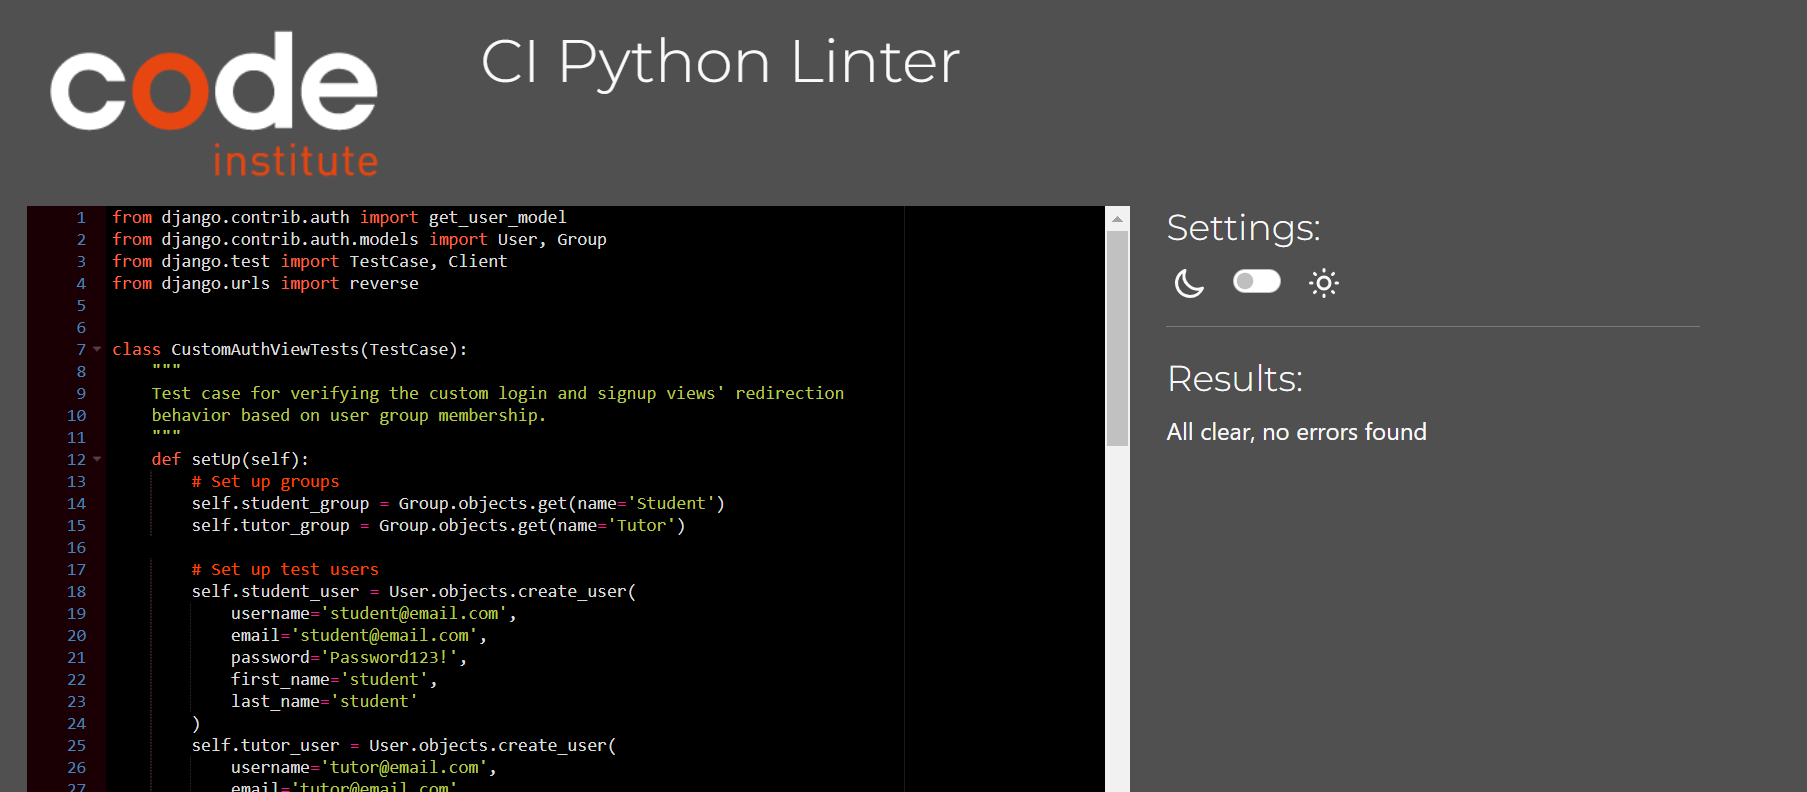 code
institute
CI Python Linter
1 from django.contrib.auth import get_user_model
2 from django.contrib.auth.models import User, Group
3 from django.test import TestCase, Client
4 from django.urls import reverse
5
6
7 class CustomAuthViewTests(TestCase):
8     """
9     Test case for verifying the custom login and signup views' redirection
10     behavior based on user group membership.
11     """
12     def setUp(self):
13         # Set up groups
14         self.student_group = Group.objects.get(name='Student')
15         self.tutor_group = Group.objects.get(name='Tutor')
16
17         # Set up test users
18         self.student_user = User.objects.create_user(
19             username='student@email.com',
20             email='student@email.com',
21             password='Password123!',
22             first_name='student',
23             last_name='student'
24         )
25         self.tutor_user = User.objects.create_user(
26             username='tutor@email.com',
27             email='tutor@email.com'
Settings:
Results:
All clear, no errors found